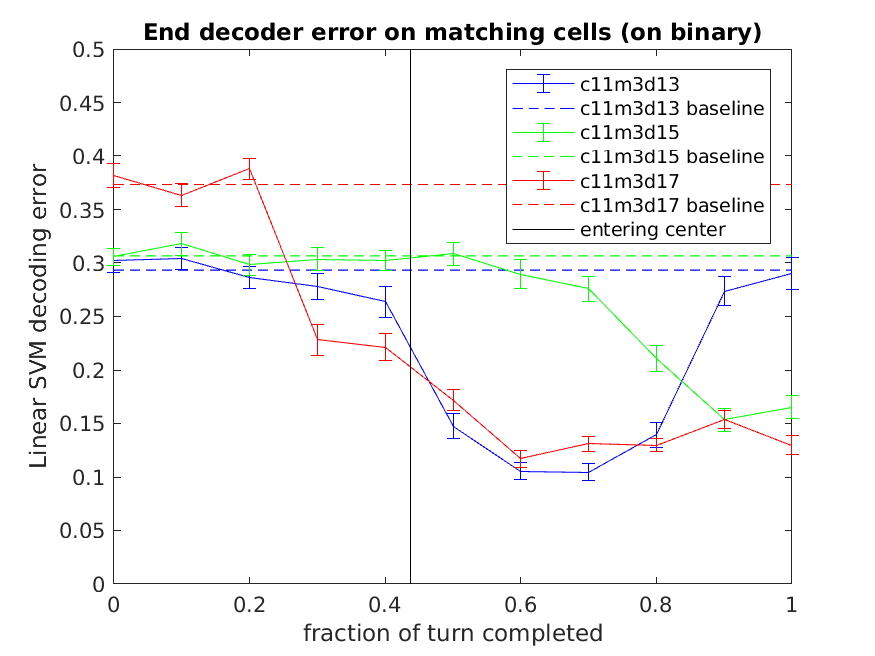 End decoder error on matching cells (on binary)
Linear SVM decoding error
0.5
0.45
0.4
0.35
0.3
0.25
0.2
0.15
0.1
0.05
0
c11m3d13
c11m3d13 baseline
c11m3d15
c11m3d15 baseline
c11m3d17
c11m3d17 baseline
entering center
0 0.2 0.4 0.6 0.8 1
fraction of turn completed